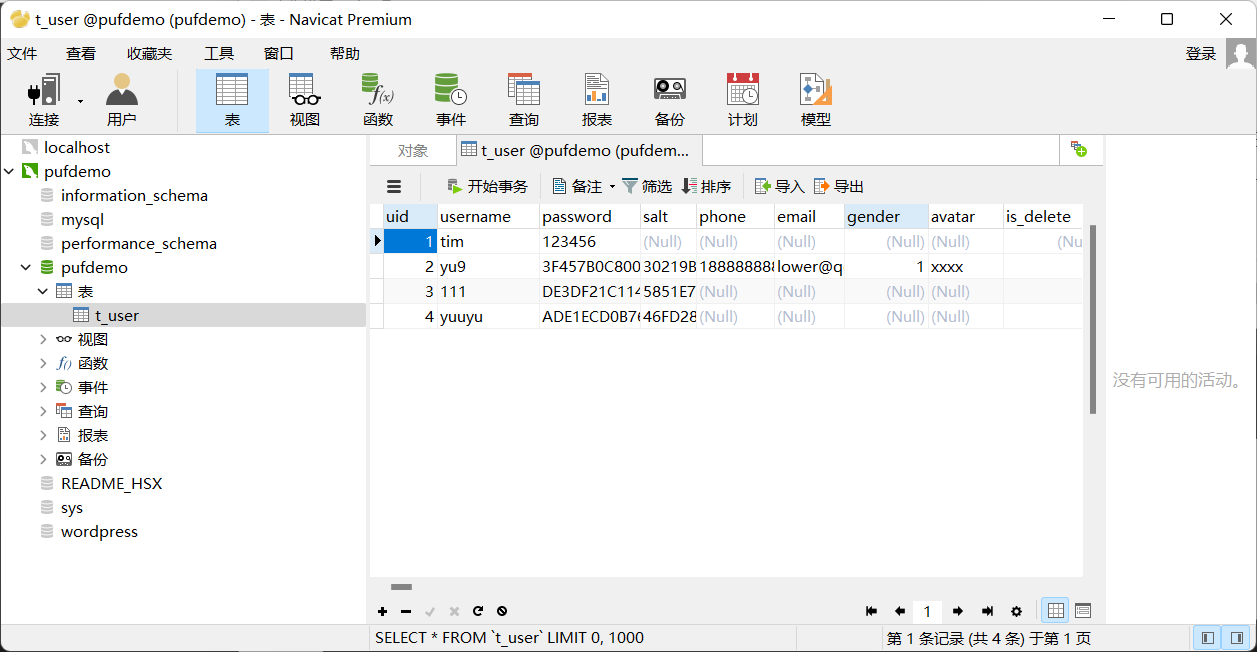 t_user @pufdemo (pufdemo) - 表 - Navicat Premium
文件 查看 收藏夹 工具 窗口 帮助 登录
连接 用户 表 视图 函数 事件 查询 报表 备份 计划 模型
localhost
pufdemo
information_schema
mysql
performance_schema
pufdemo
表
t_user
视图
函数
事件
查询
报表
备份
README_HSX
sys
wordpress
对象 t_user @pufdemo (pufdem...
开始事务 备注 筛选 排序 导入 导出
uid username password salt phone email gender avatar is_delete
1 tim 123456 (Null) (Null) (Null) (Null) (Null) (Nu
2 yu9 3F457B0C800 30219B 188888888 lower@q 1 xxxx
3 111 DE3DF21C114 5851E7 (Null) (Null) (Null) (Null)
4 yuuyu ADE1ECD0B76 46FD28 (Null) (Null) (Null) (Null)
没有可用的活动。
1
SELECT * FROM `t_user` LIMIT 0, 1000
第 1 条记录 (共 4 条) 于第 1 页